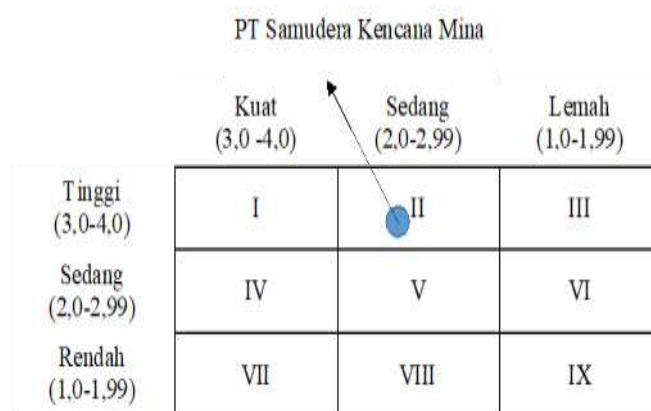 PT Samudera Kencana Mina
Kuat Sedang Lemah
(3,0 -4,0) (2,0-2,99) (1,0-1,99)
Tinggi
(3,0-4,0)
I II III
Sedang
(2,0-2,99)
IV V VI
Rendah
(1,0-1,99)
VII VIII IX